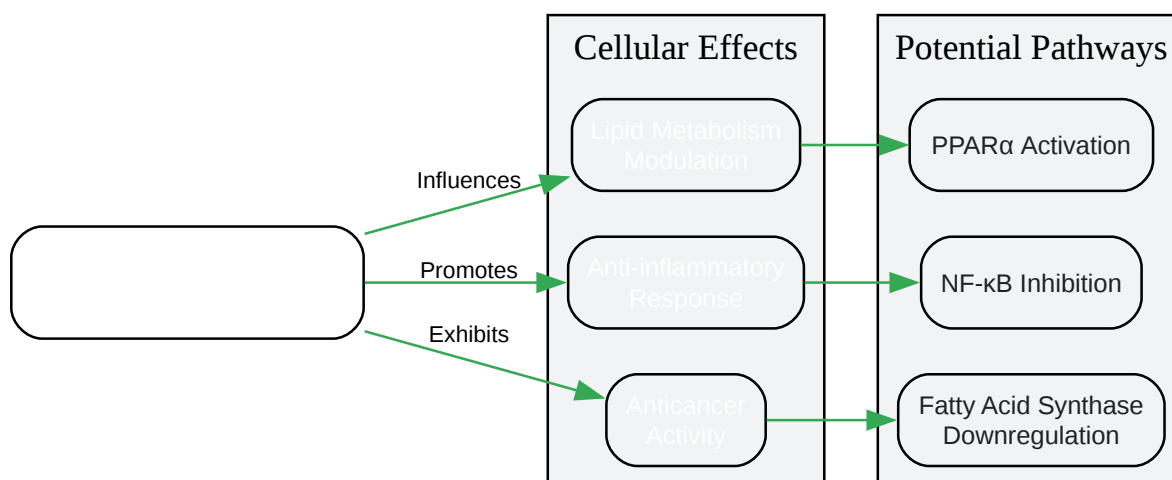 Cellular Effects
Potential Pathways
Lipid Metabolism
Modulation
PPARα Activation
Influences
Promotes
Anti-inflammatory
Response
NF-κB Inhibition
Exhibits
Anticancer
Activity
Fatty Acid Synthase
Downregulation